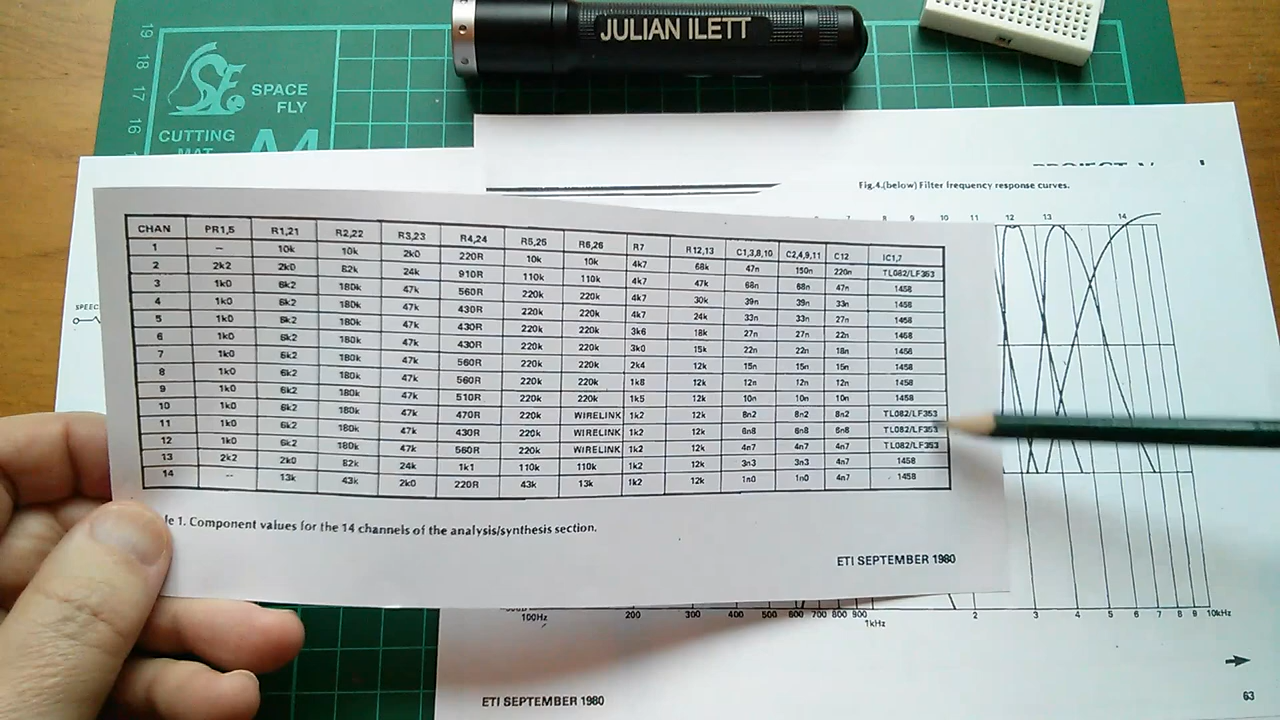 JULIAN ILETT
19
18
17
16
SPACE
FLY
CUTTING
MAT
A4
Fig.4.(below) Filter frequency response curves.
7 8 9 10 11 12 13 14
SPEEC
CHAN PR1,5 R1,21 R2,22 R3,23 R4,24 R5,25 R6,26 R7 R12,13 C1,3,8,10 C2,4,9,11 C12 IC1,7
1 – 10k 10k 2k0 220R 10k 10k 4k7 68k 47n 150n 220n TL082/LF353
2 2k2 2k0 82k 24k 910R 110k 110k 4k7 47k 68n 68n 47n 1458
3 1k0 6k2 180k 47k 560R 220k 220k 4k7 30k 39n 39n 33n 1458
4 1k0 6k2 180k 47k 430R 220k 220k 4k7 24k 33n 33n 27n 1458
5 1k0 6k2 180k 47k 430R 220k 220k 3k6 18k 27n 27n 22n 1458
6 1k0 6k2 180k 47k 430R 220k 220k 3k0 15k 22n 22n 18n 1458
7 1k0 6k2 180k 47k 560R 220k 220k 2k4 12k 15n 15n 15n 1458
8 1k0 6k2 180k 47k 560R 220k 220k 1k8 12k 12n 12n 12n 1458
9 1k0 6k2 180k 47k 510R 220k 220k 1k5 12k 10n 10n 10n 1458
10 1k0 6k2 180k 47k 470R 220k WIRELINK 1k2 12k 8n2 8n2 8n2 TL082/LF353
11 1k0 6k2 180k 47k 430R 220k WIRELINK 1k2 12k 6n8 6n8 6n8 TL082/LF353
12 1k0 6k2 180k 47k 560R 220k WIRELINK 1k2 12k 4n7 4n7 4n7 TL082/LF353
13 2k2 2k0 82k 24k 1k1 110k 110k 1k2 12k 3n3 3n3 4n7 1458
14 -- 13k 43k 2k0 220R 43k 13k 1k2 12k 1n0 1n0 4n7 1458
le 1. Component values for the 14 channels of the analysis/synthesis section.
ETI SEPTEMBER 1980
100Hz 200 300 400 500 600 700 800 900 1kHz 2 3 4 5 6 7 8 9 10kHz
ETI SEPTEMBER 1980
63